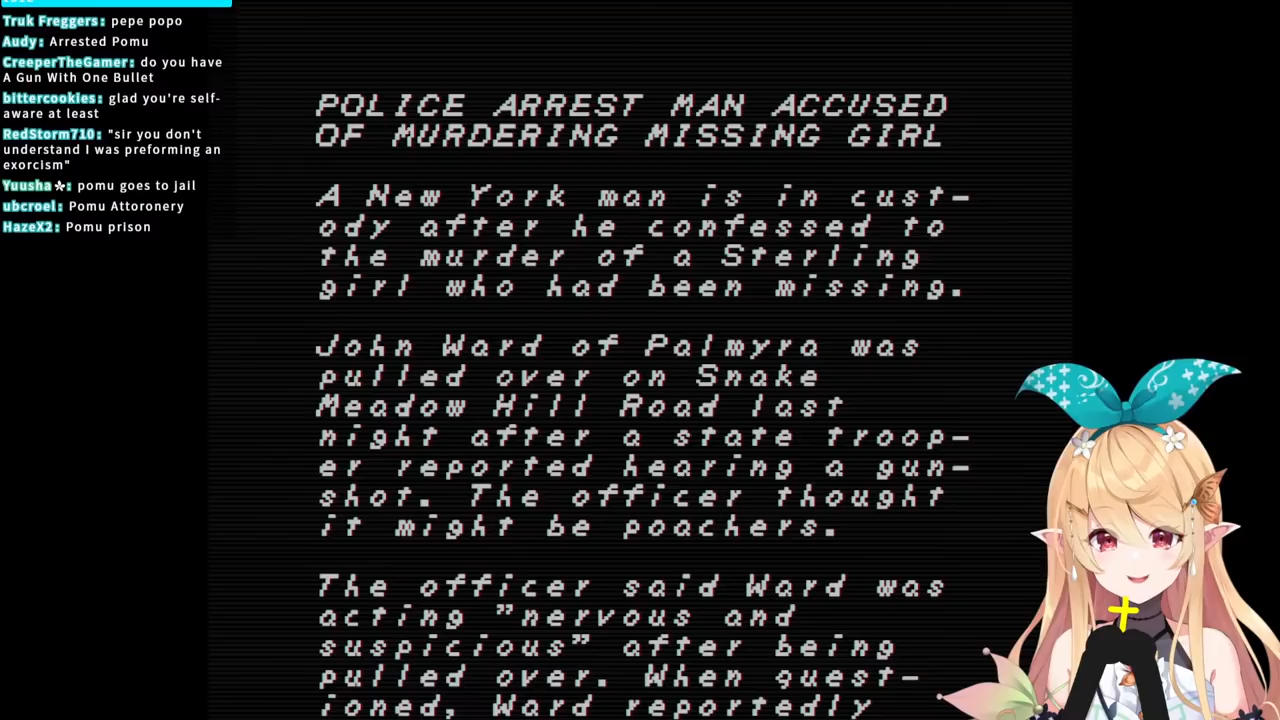 Truk Freggers: pepe popo
Audy: Arrested Pomu
CreeperTheGamer: do you have
A Gun With One Bullet
bittercookies: glad you're self-
aware at least
RedStorm710: "sir you don't
understand I was preforming an
exorcism"
Yuusha: pomu goes to jail
ubcroel: Pomu Attoronery
HazeX2: Pomu prison
POLICE ARREST MAN ACCUSED
OF MURDERING MISSING GIRL
A New York man is in cust-
ody after he confessed to
the murder of a Sterling
girl who had been missing.
John Ward of Palmyra was
pulled over on Snake
Meadow Hill Road last
night after a state troop-
er reported hearing a gun-
shot. The officer thought
it might be poachers.
The officer said Ward was
acting "nervous and
suspicious" after being
pulled over. When quest-
ioned, Ward reportedly